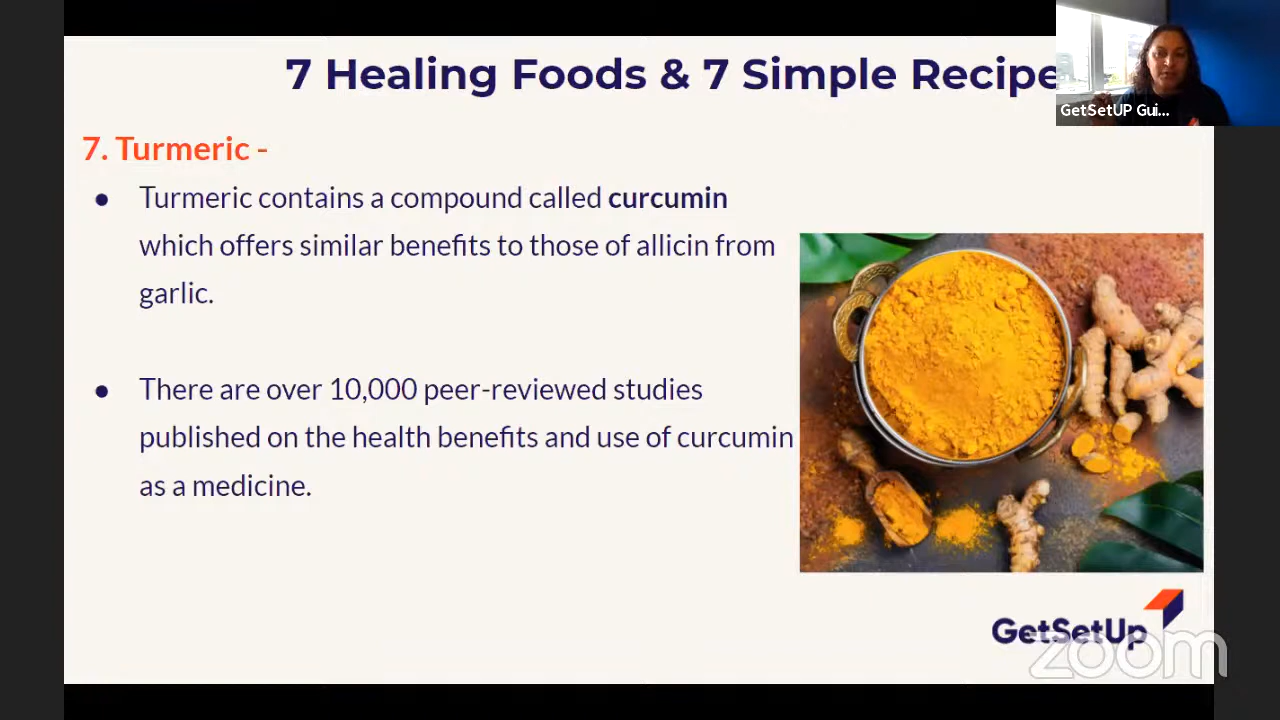 7 Healing Foods & 7 Simple Recipe
GetSetUP Gui...
7. Turmeric -
● Turmeric contains a compound called curcumin
which offers similar benefits to those of allicin from
garlic.
● There are over 10,000 peer-reviewed studies
published on the health benefits and use of curcumin
as a medicine.
GetSetUp
zoom